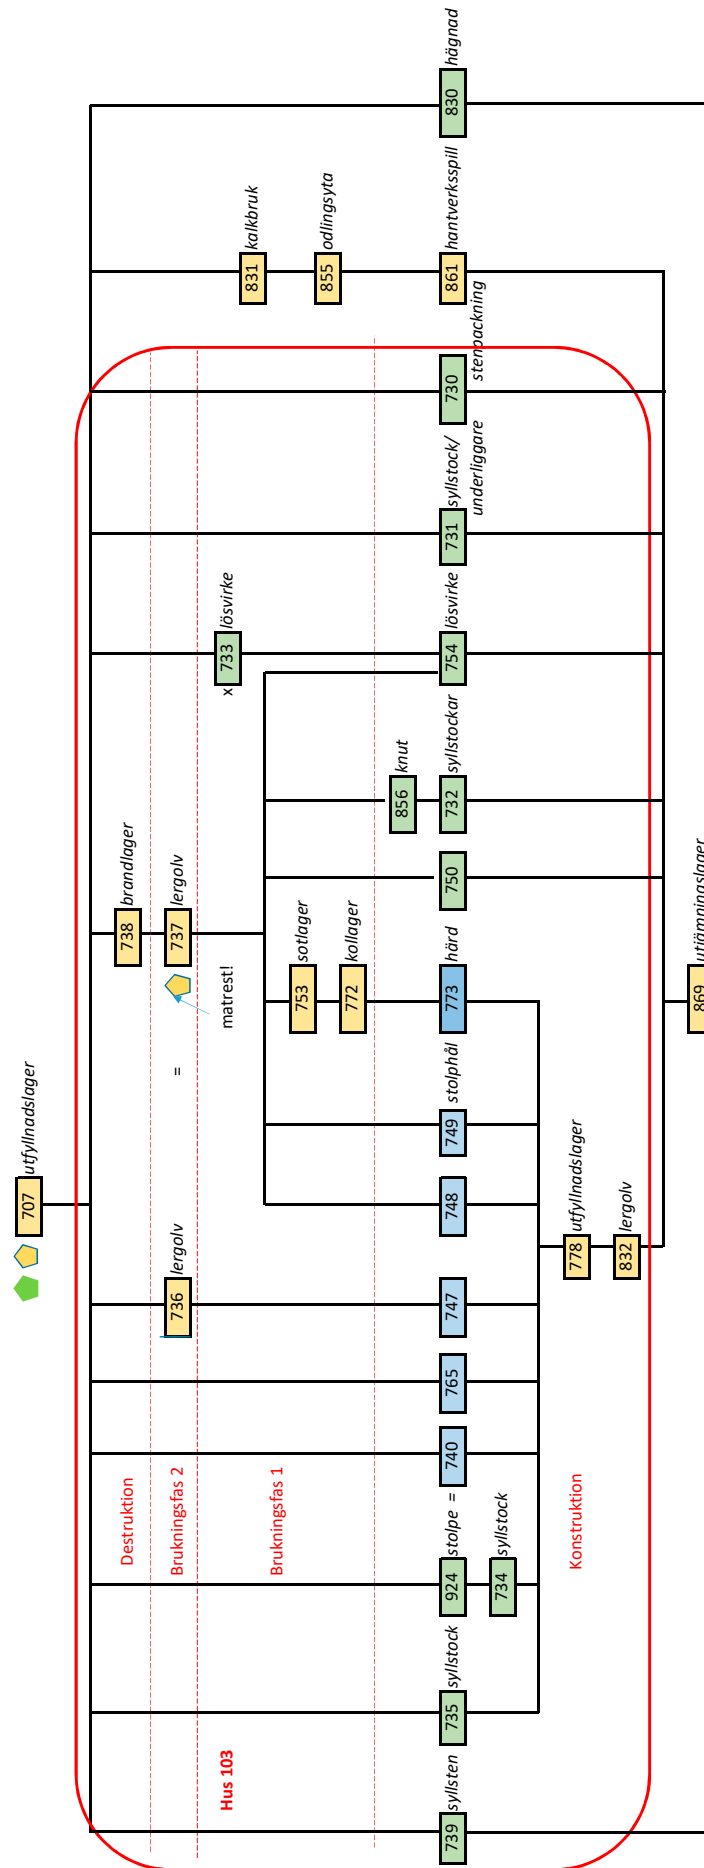 707 utfyllnadslager
738 brandlager
Destruktion
736 lergolv
=
737 lergolv
Brukningsfas 2
matrest!
Hus 103
x 733 lösvirke
831 kalkbruk
Brukningsfas 1
753 sotlager
855 odlingsyta
772 kollager
856 knut
739 syllsten
735 syllstock
924 stolpe =
740
765
747
748
749 stolphål
773 härd
750
732 syllstockar
754 lösvirke
731 syllstock/
underliggare
730
stenpackning
861 hantverksspill
830 hägnad
734 syllstock
Konstruktion
778 utfyllnadslager
832 lergolv
869 utjämningslager